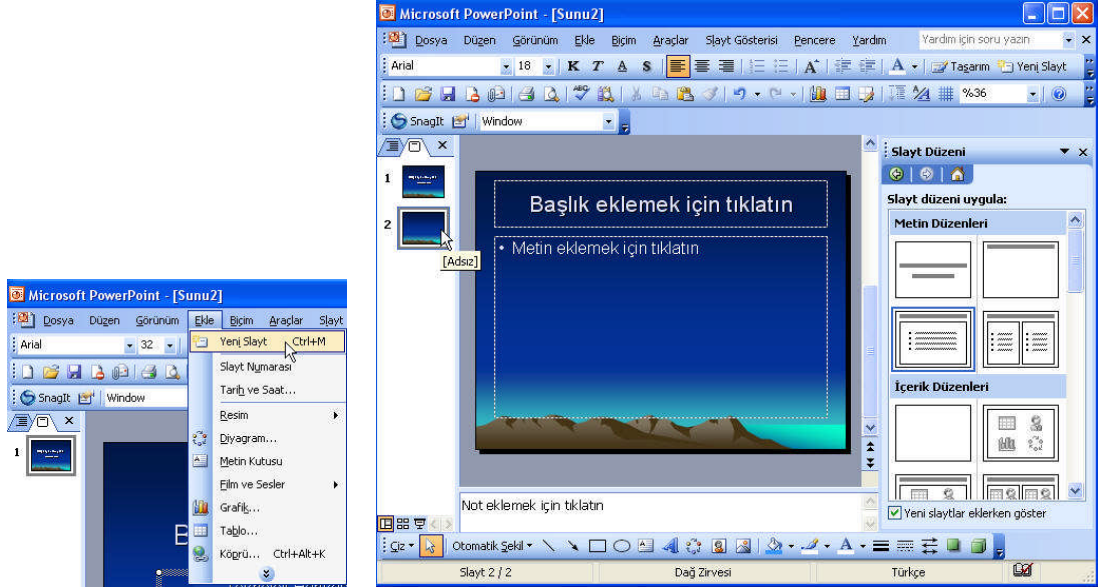 Microsoft PowerPoint - [Sunu2]
Dosya Düzen Görünüm Ekle Biçim Araçlar Slayt
Arial 32
SnagIt Window
1
Yeni Slayt Ctrl+M
Slayt Numarası
Tarih ve Saat...
Resim
Diyagram...
Metin Kutusu
Film ve Sesler
Grafik...
Tablo...
Köprü... Ctrl+Alt+K
B
Microsoft PowerPoint - [Sunu2]
Dosya Düzen Görünüm Ekle Biçim Araçlar Slayt Gösterisi Pencere Yardım Yardım için soru yazın
Arial 18 K T A S A A Tasarım Yeni Slayt
%36
SnagIt Window
1
2
[Adsız]
Başlık eklemek için tıklatın
• Metin eklemek için tıklatın
Not eklemek için tıklatın
Slayt Düzeni
Slayt düzeni uygula:
Metin Düzenleri
İçerik Düzenleri
Yeni slaytlar eklerken göster
Çiz Otomatik Şekil
Slayt 2 / 2 Dağ Zirvesi Türkçe